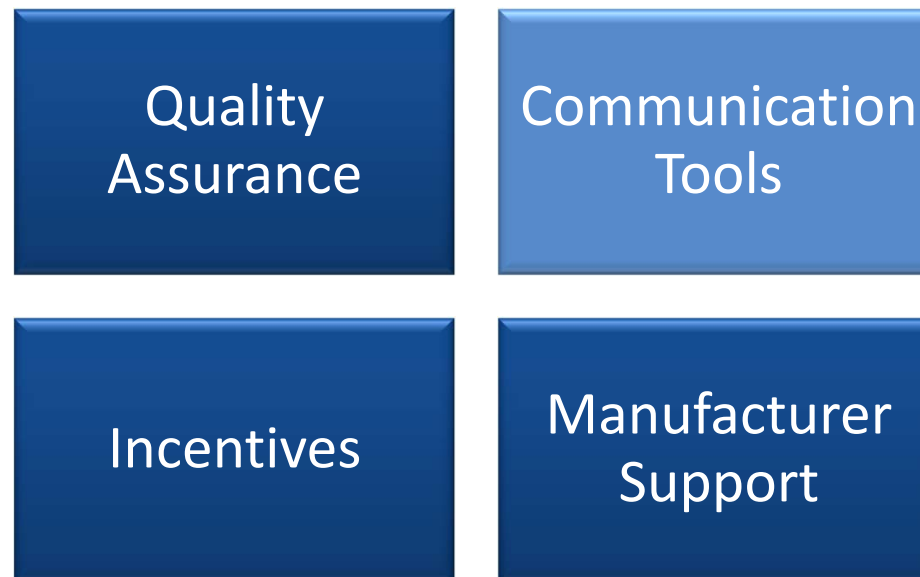 Quality
Assurance
Communication
Tools
Incentives
Manufacturer
Support